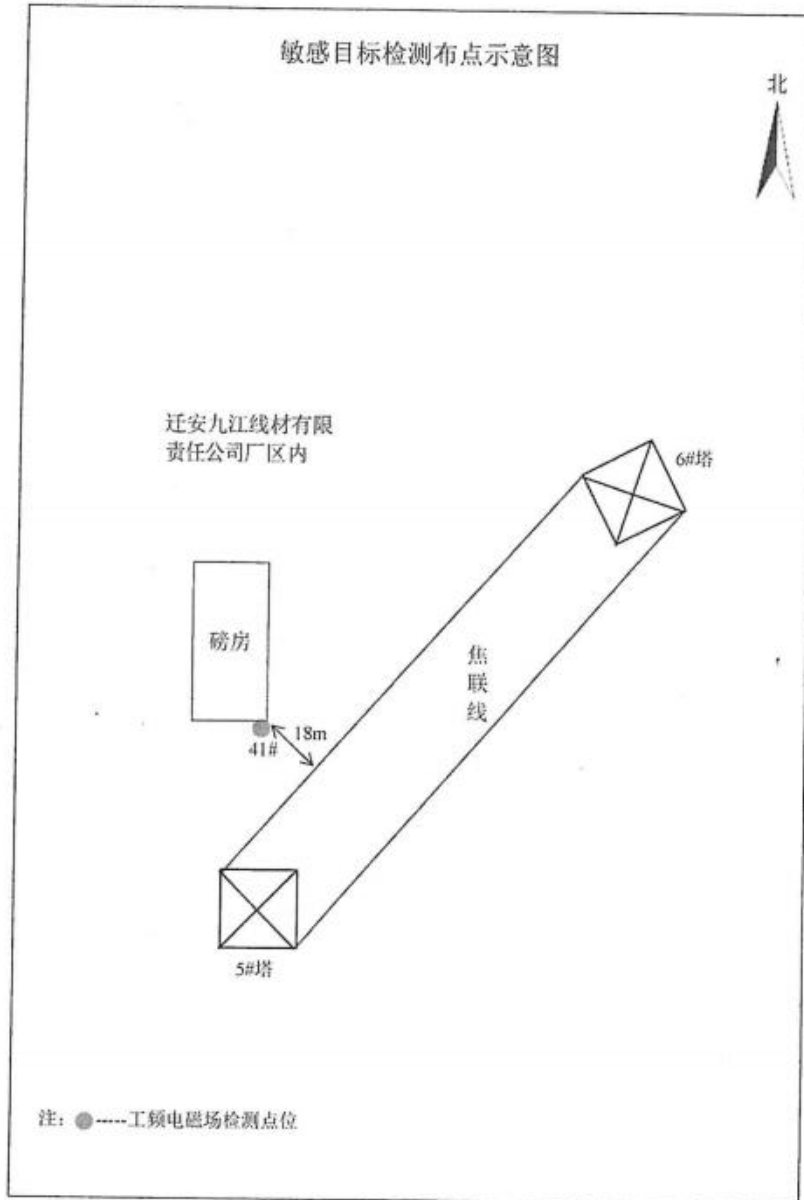 敏感目标检测布点示意图
北
迁安九江线材有限
责任公司厂区内
6#塔
磅房
焦
联
线
18m
41#
5#塔
注：-----工频电磁场检测点位